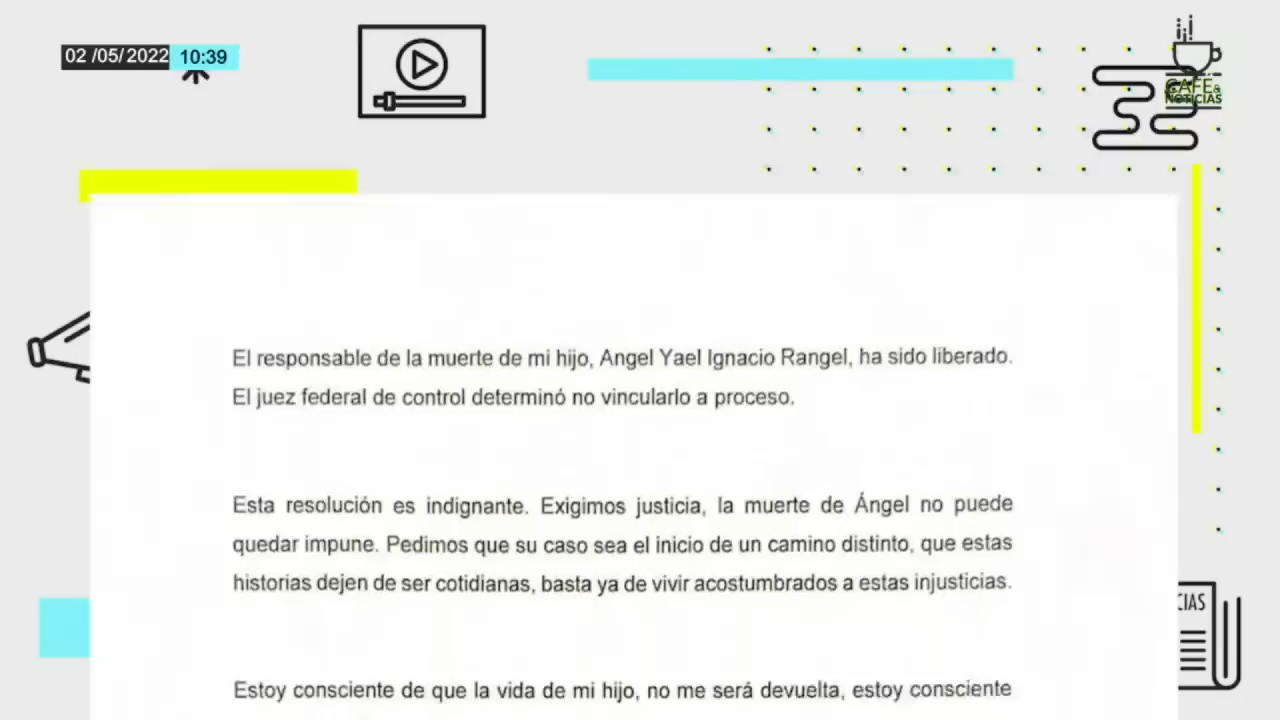 02 /05/ 2022 10:39
CAFÉ &
NOTICIAS
El responsable de la muerte de mi hijo, Angel Yael Ignacio Rangel, ha sido liberado.
El juez federal de control determinó no vincularlo a proceso.
Esta resolución es indignante. Exigimos justicia, la muerte de Ángel no puede
quedar impune. Pedimos que su caso sea el inicio de un camino distinto, que estas
historias dejen de ser cotidianas, basta ya de vivir acostumbrados a estas injusticias.
CIAS
Estoy consciente de que la vida de mi hijo, no me será devuelta, estoy consciente